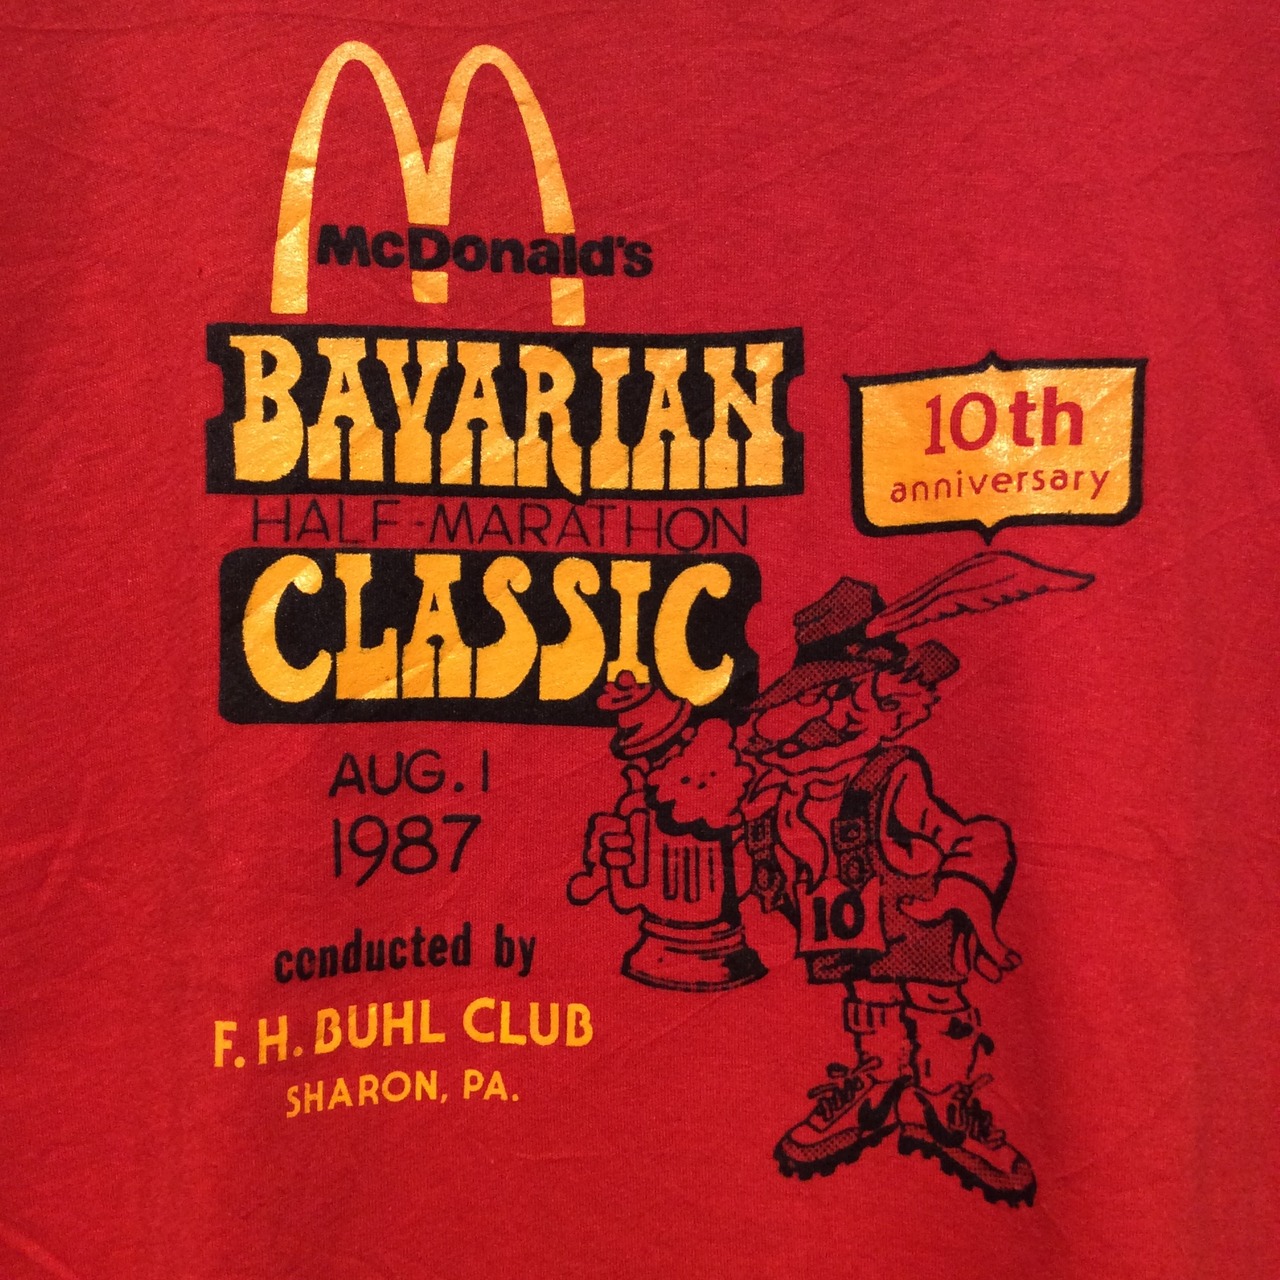 McDonald's
BAVARIAN
HALF-MARATHON
CLASSIC
10th
anniversary
AUG. 1
1987
conducted by
F. H. BUHL CLUB
SHARON, PA.
10